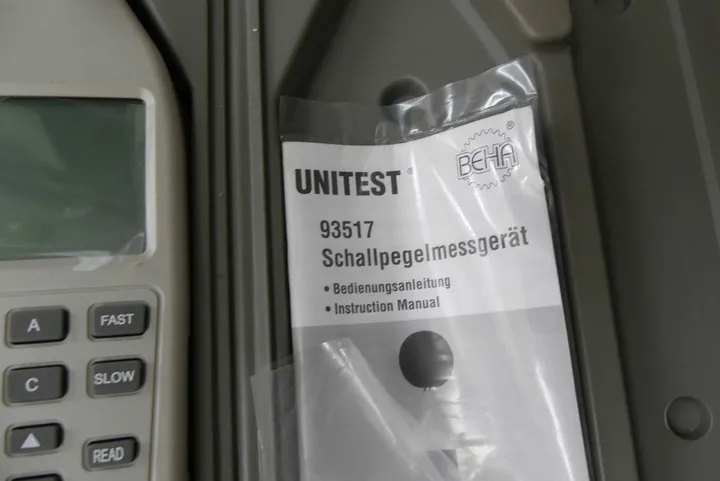 A
FAST
C
SLOW
▲
READ
UNITEST®
BEHA®
93517
Schallpegelmessgerät
• Bedienungsanleitung
• Instruction Manual